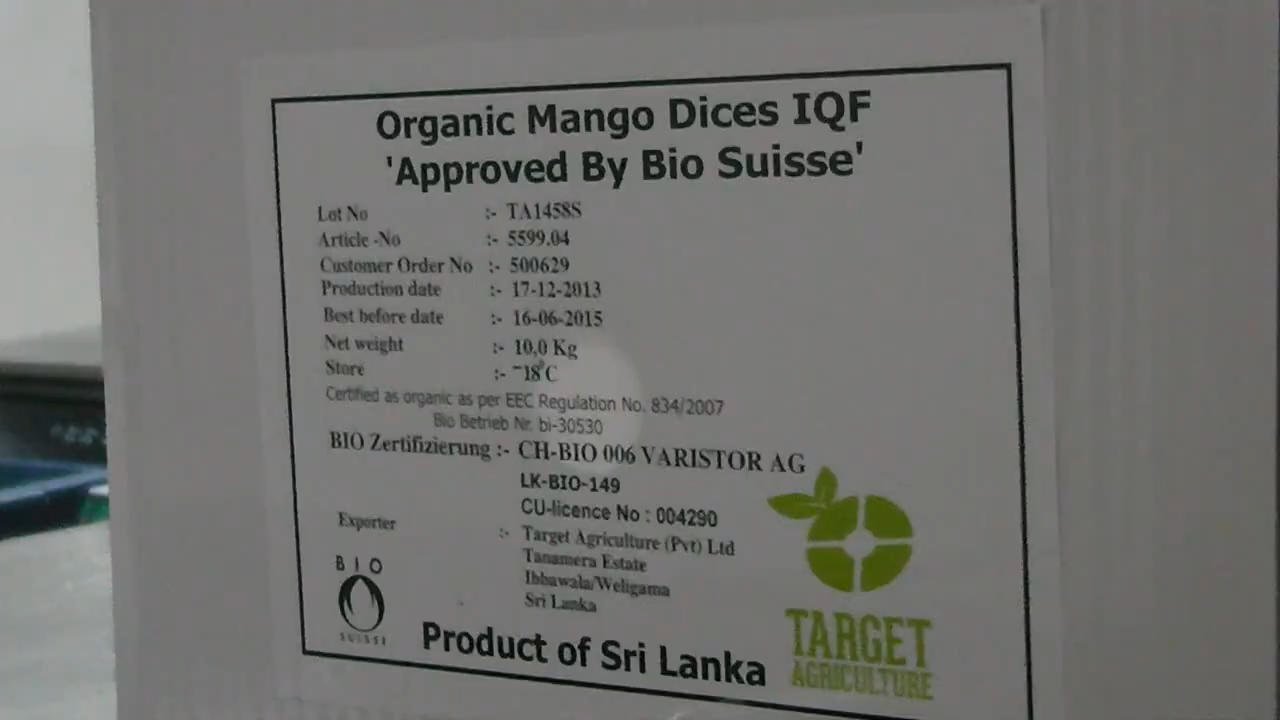 Organic Mango Dices IQF
'Approved By Bio Suisse'
Lot No :- TA1458S
Article -No :- 5599.04
Customer Order No :- 500629
Production date :- 17-12-2013
Best before date :- 16-06-2015
Net weight :- 10,0 Kg
Store :- -18°C
Certified as organic as per EEC Regulation No. 834/2007
Bio Betrieb Nr. bi-30530
BIO Zertifizierung :- CH-BIO 006 VARISTOR AG
LK-BIO-149
CU-licence No : 004290
Exporter :- Target Agriculture (Pvt) Ltd
Tanamera Estate
Ibbawala/Weligama
Sri Lanka
BIO
SUISSE
Product of Sri Lanka
TARGET
AGRICULTURE